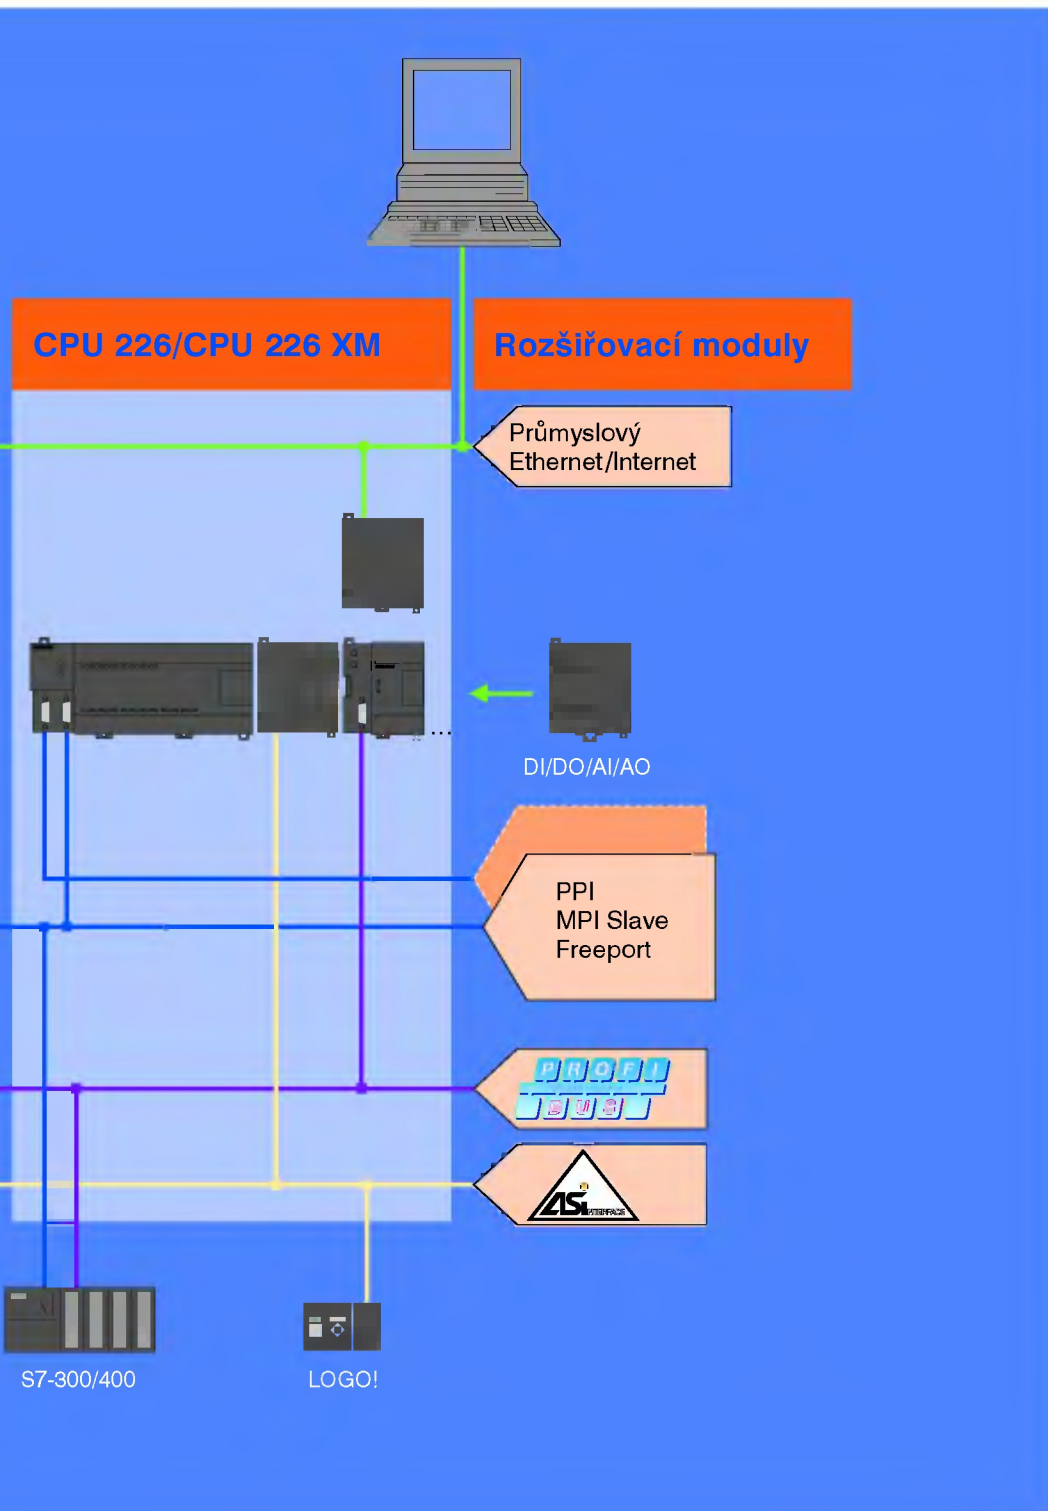 CPU 226/CPU 226 XM
Rozšiřovací moduly
Průmyslový
Ethernet/Internet
...
DI/DO/AI/AO
PPI
MPI Slave
Freeport
PROFI
BUS
ASi
INTERFACE
S7-300/400
LOGO!